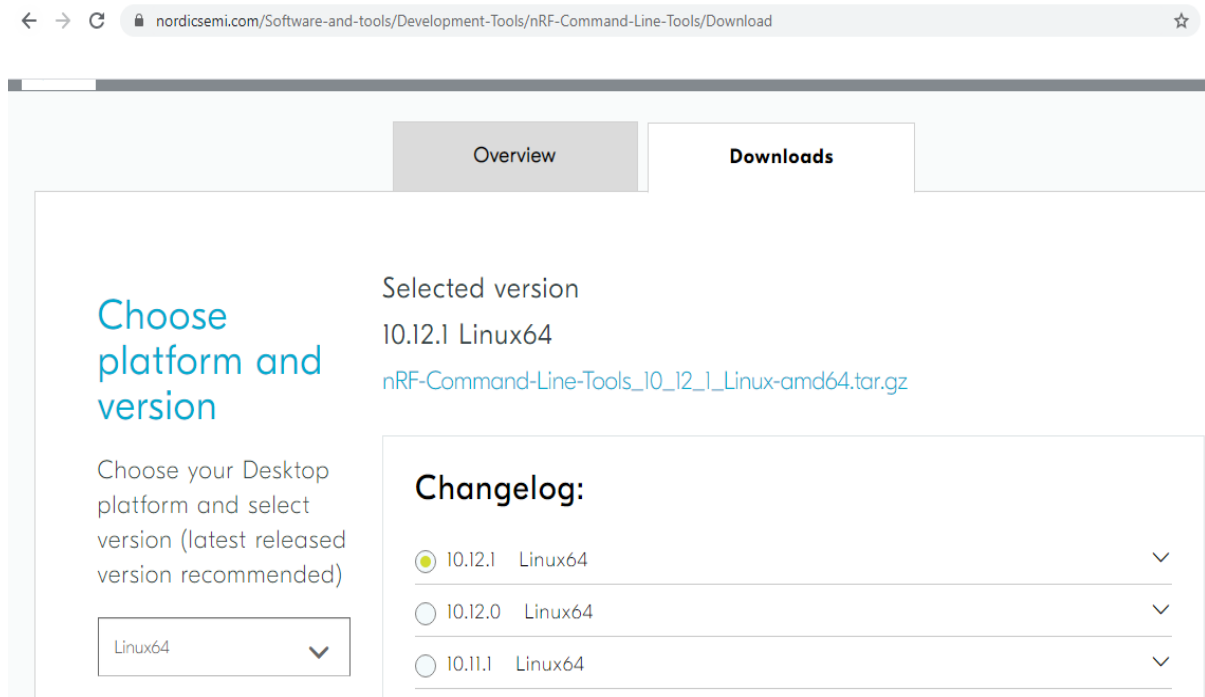 nordicsemi.com/Software-and-tools/Development-Tools/nRF-Command-Line-Tools/Download
Overview
Downloads
Choose
platform and
version
Choose your Desktop
platform and select
version (latest released
version recommended)
Linux64
Selected version
10.12.1 Linux64
nRF-Command-Line-Tools_10_12_1_Linux-amd64.tar.gz
Changelog:
10.12.1 Linux64
10.12.0 Linux64
10.11.1 Linux64